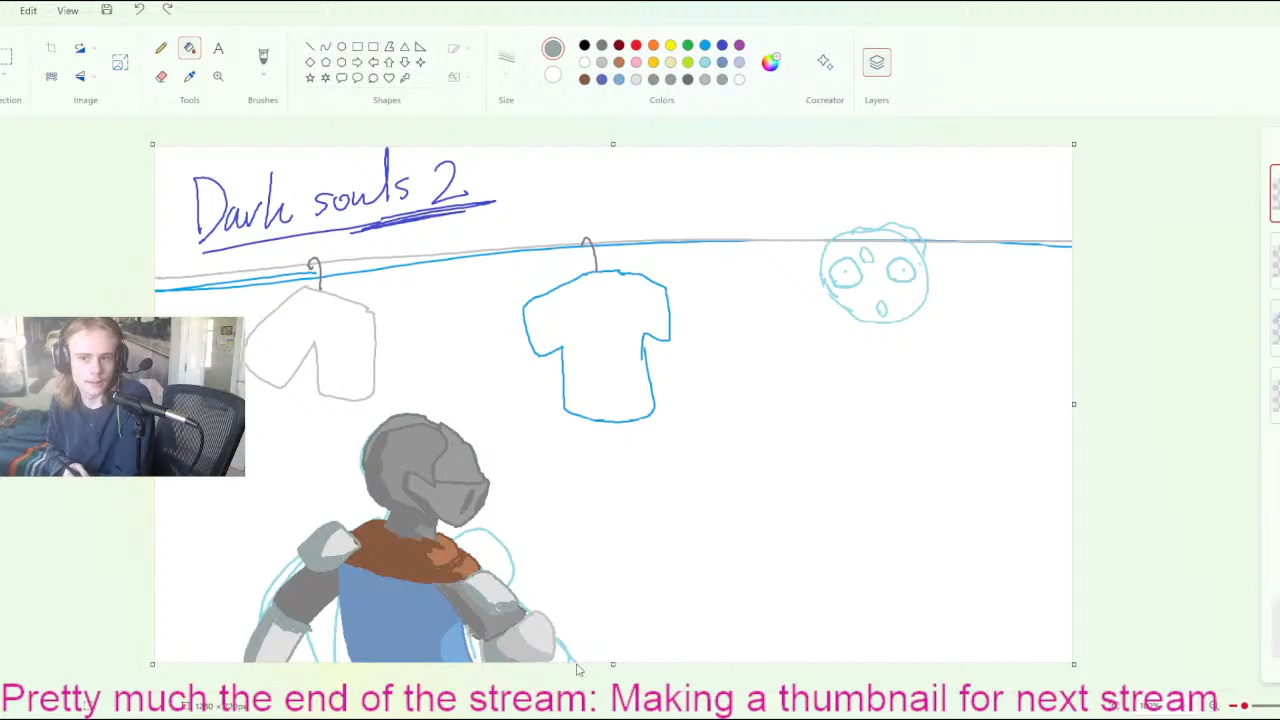 Edit View
Image Tools Brushes Shapes Size Colors Cocreator Layers
Dark souls 2
Pretty much the end of the stream: Making a thumbnail for next stream